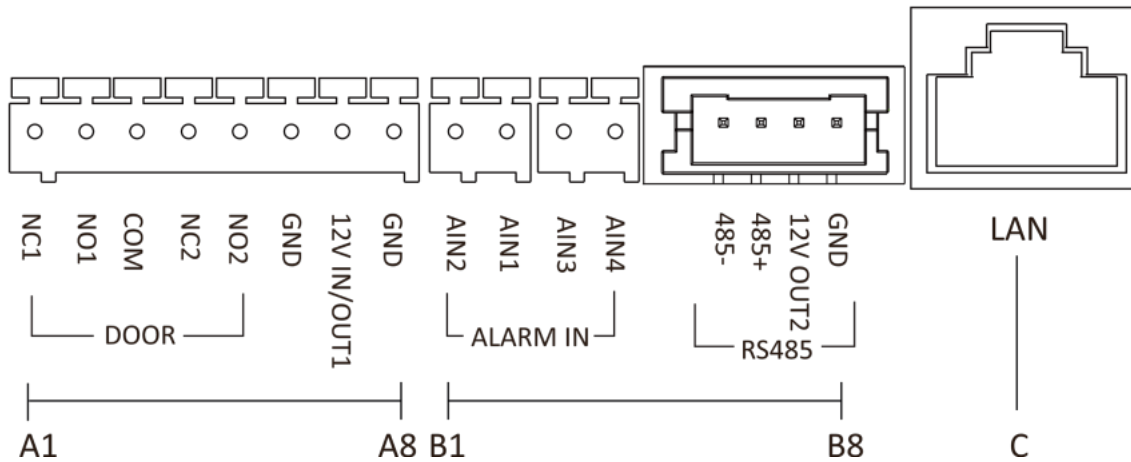 NC1 NO1 COM NC2 NO2 GND 12V IN/OUT1 GND AIN2 AIN1 AIN3 AIN4 485- 485+ 12V OUT2 GND LAN
DOOR ALARM IN RS485
A1 A8 B1 B8 C